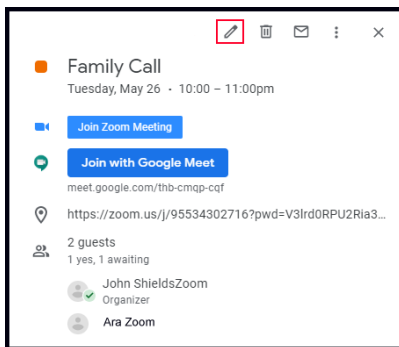 Family Call
Tuesday, May 26 • 10:00 – 11:00pm
Join Zoom Meeting
Join with Google Meet
meet.google.com/thb-cmqp-cqf
https://zoom.us/j/95534302716?pwd=V3lrd0RPU2Ria3...
2 guests
1 yes, 1 awaiting
John ShieldsZoom
Organizer
Ara Zoom